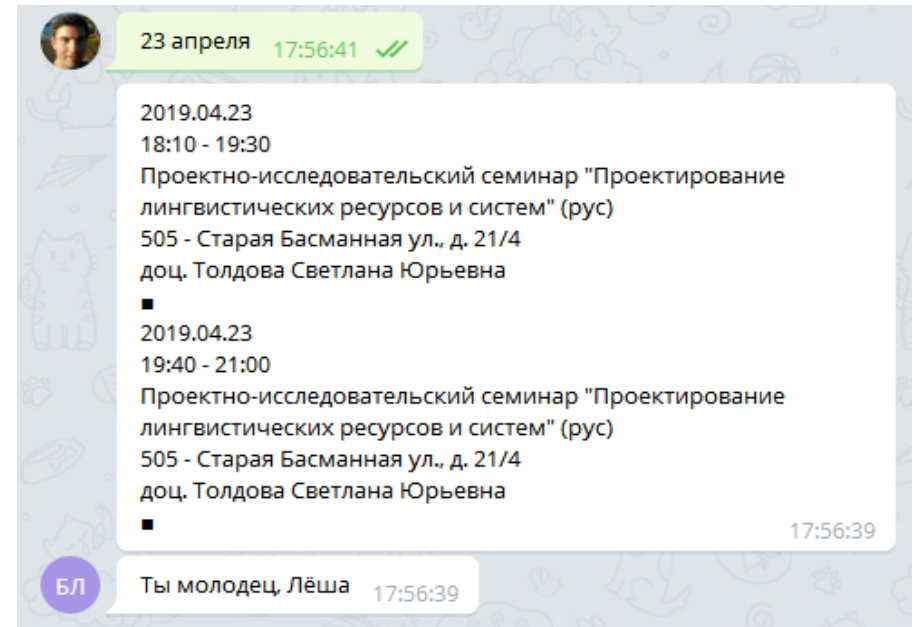 23 апреля 17:56:41
2019.04.23
18:10 - 19:30
Проектно-исследовательский семинар "Проектирование
лингвистических ресурсов и систем" (рус)
505 - Старая Басманная ул., д. 21/4
доц. Толдова Светлана Юрьевна
■
2019.04.23
19:40 - 21:00
Проектно-исследовательский семинар "Проектирование
лингвистических ресурсов и систем" (рус)
505 - Старая Басманная ул., д. 21/4
доц. Толдова Светлана Юрьевна
■
17:56:39
БЛ
Ты молодец, Лёша 17:56:39